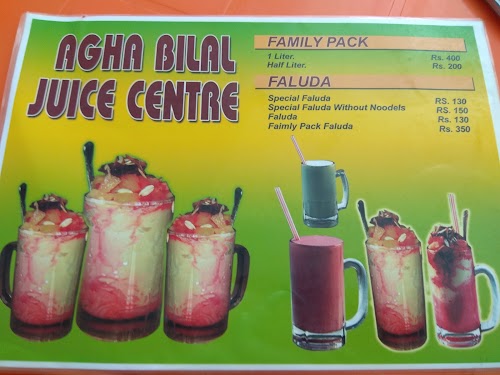 AGHA BILAL
JUICE CENTRE
FAMILY PACK
1 Liter. Rs. 400
Half Liter. Rs. 200
FALUDA
Special Faluda RS. 130
Special Faluda Without Noodels RS. 150
Faluda Rs. 130
Faimly Pack Faluda Rs. 350